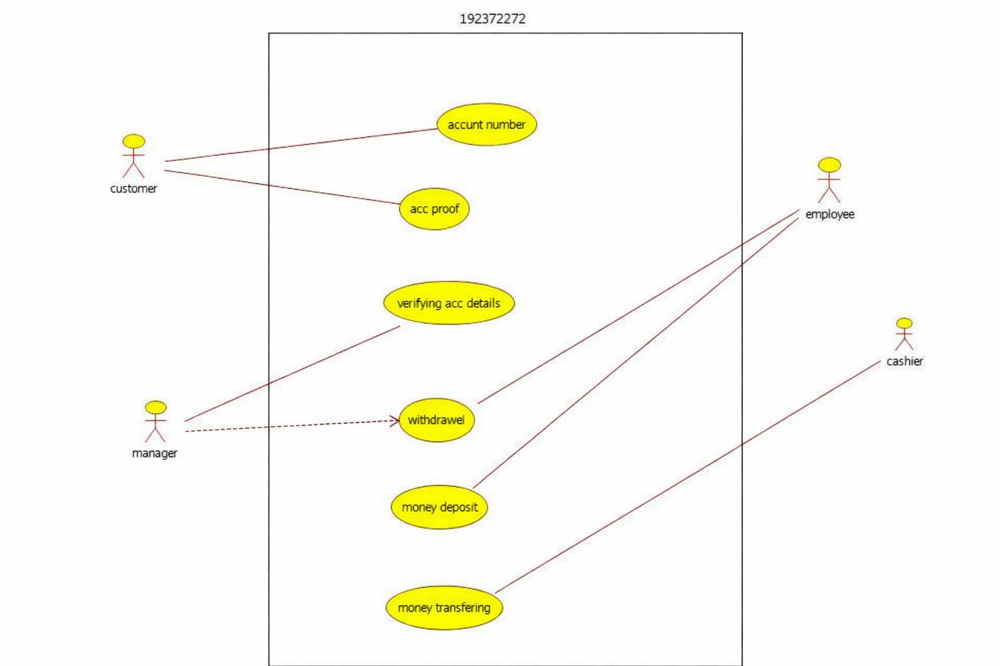 192372272
accunt number
customer
acc proof
employee
verifying acc details
cashier
withdrawel
manager
money deposit
money transfering